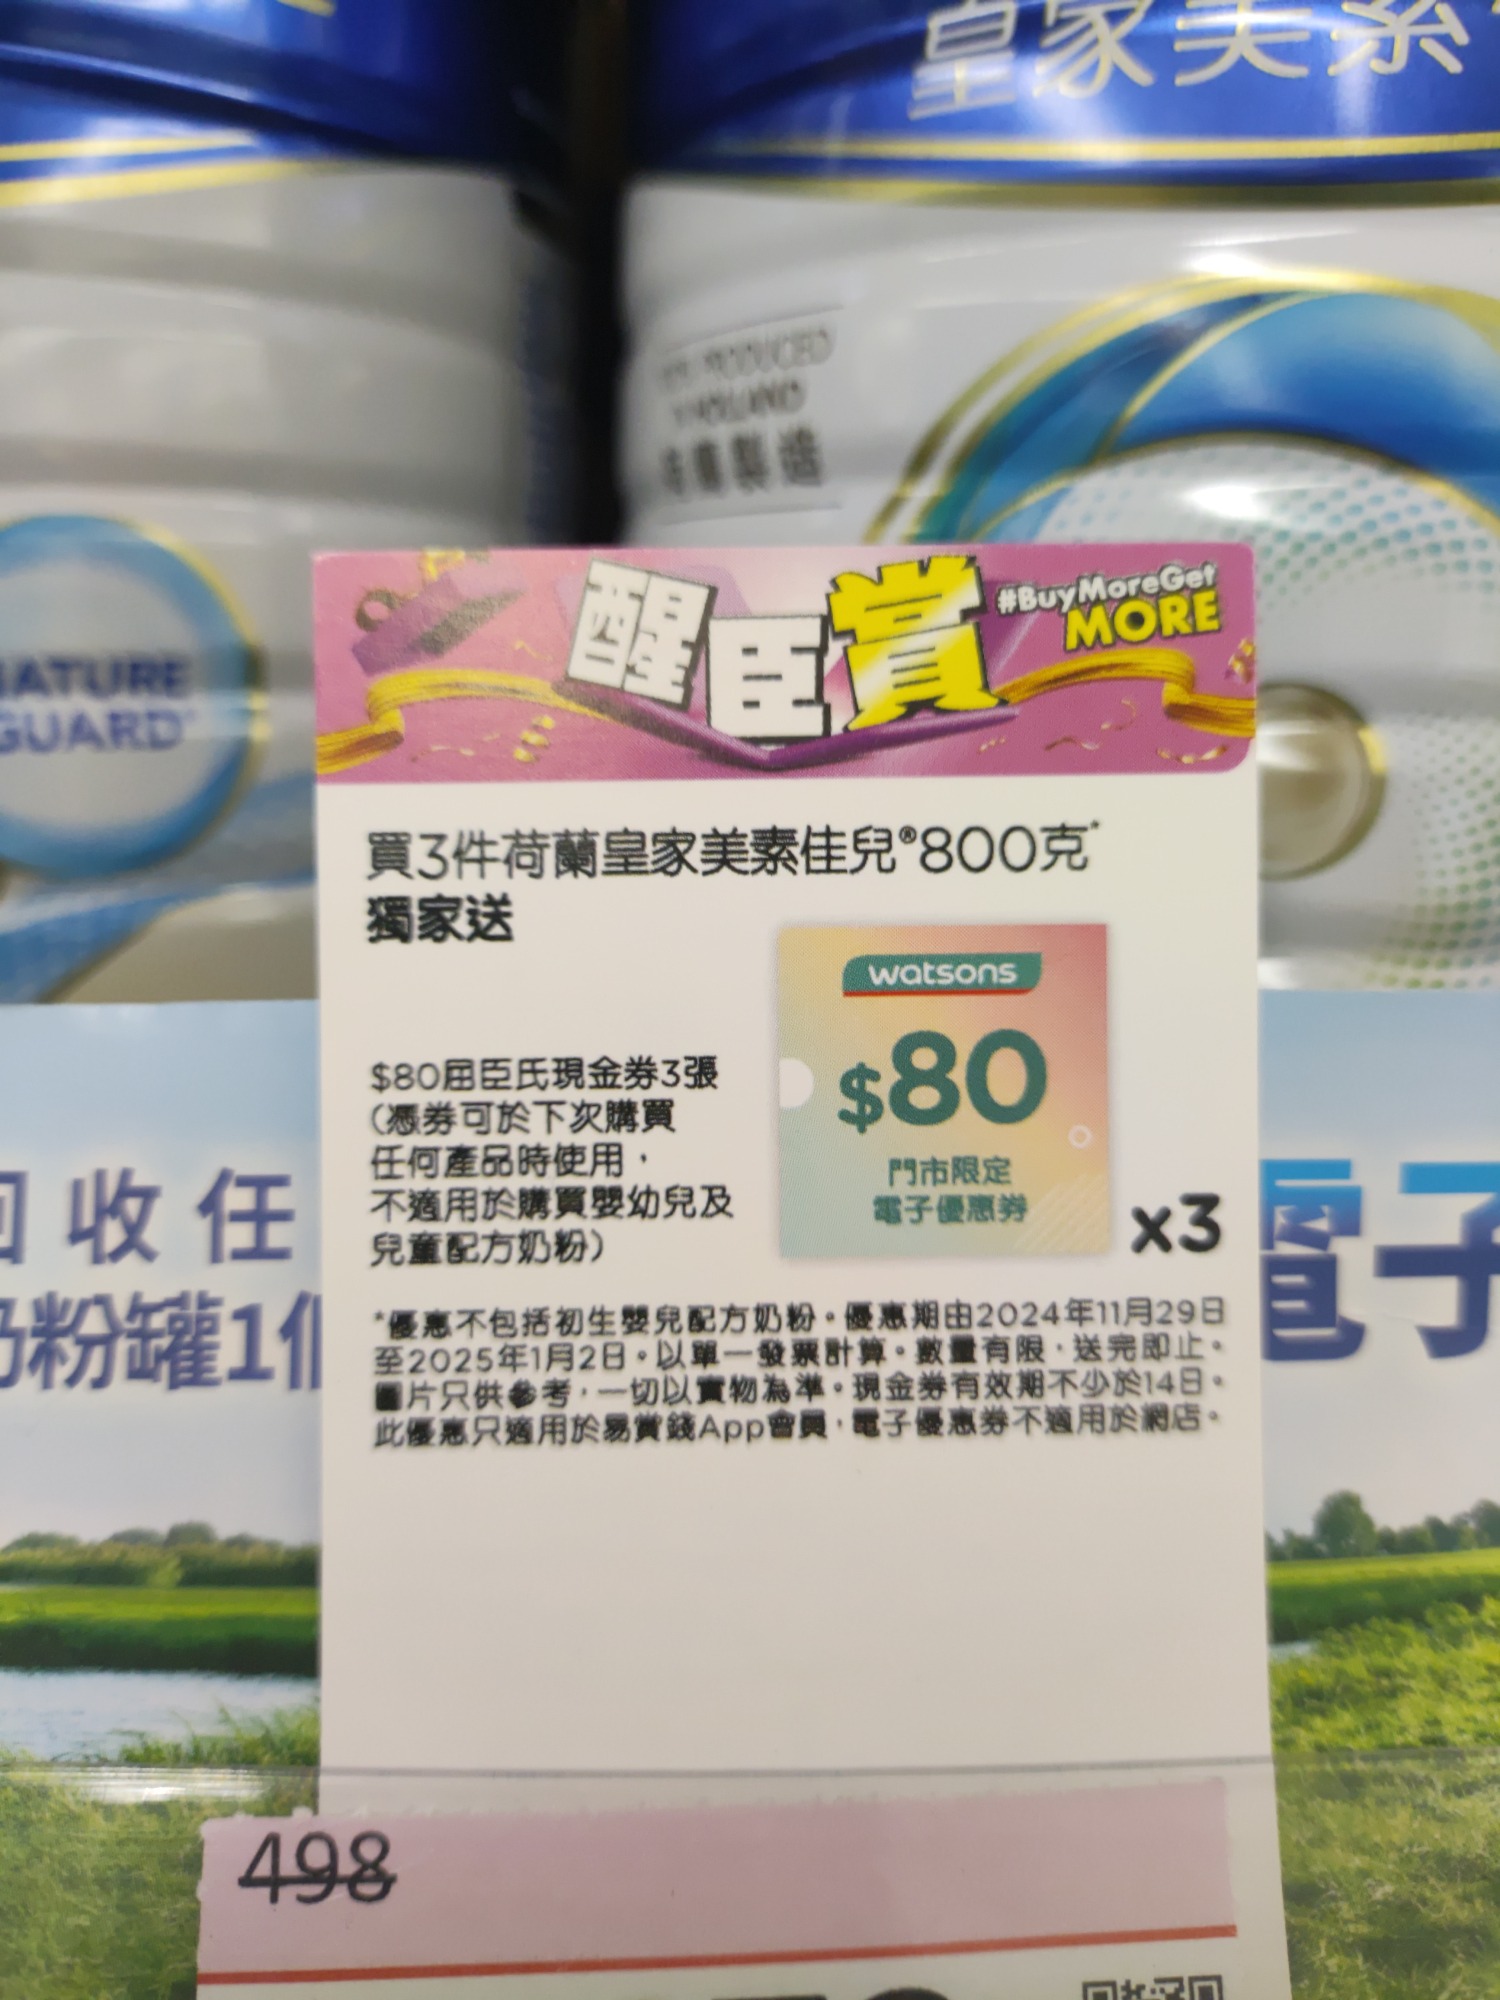 皇家美素
PRODUCED
HOLLAND
製造
NATURE
GUARD
醒臣賞
#BuyMoreGet
MORE
買3件荷蘭皇家美素佳兒®800克*
獨家送
watsons
$80
門市限定
電子優惠券
x3
$80屈臣氏現金券3張
(憑券可於下次購買
任何產品時使用，
不適用於購買嬰幼兒及
兒童配方奶粉)
*優惠不包括初生嬰兒配方奶粉。優惠期由2024年11月29日
至2025年1月2日。以單一發票計算。數量有限，送完即止。
圖片只供參考，一切以實物為準。現金券有效期不少於14日。
此優惠只適用於易賞錢App會員，電子優惠券不適用於網店。
回收任
奶粉罐1個
電子
498